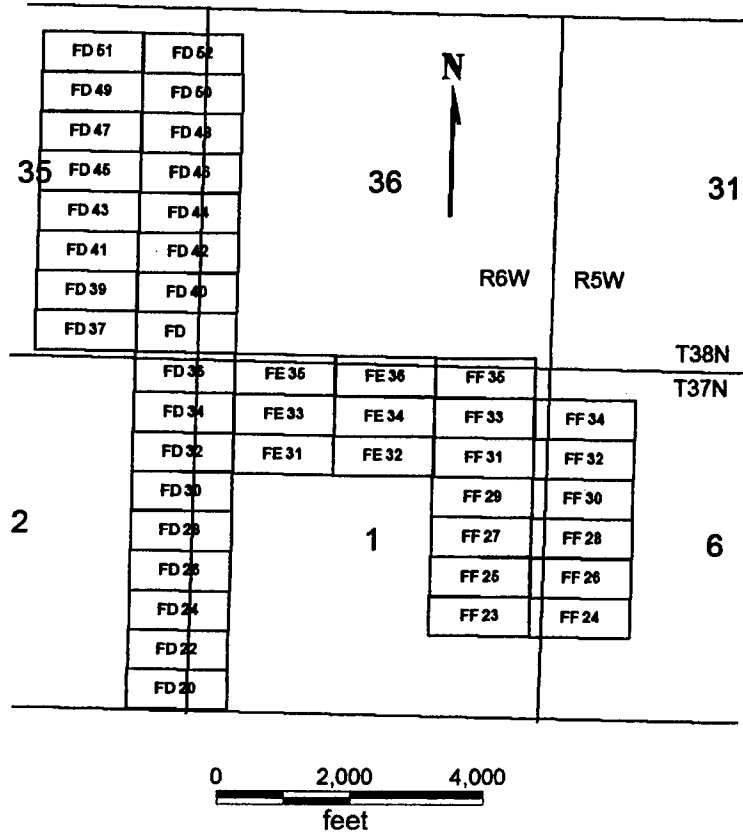 FD 51 FD 52
N
FD 49 FD 50
FD 47 FD 48
35 FD 45 FD 46 36 31
FD 43 FD 44
FD 41 FD 42
R6W R5W
FD 39 FD 40
FD 37 FD
T38N
FD 36 FE 35 FE 36 FF 35
T37N
FD 34 FE 33 FE 34 FF 33 FF 34
FD 32 FE 31 FE 32 FF 31 FF 32
FD 30 FF 29 FF 30
2 FD 28 1 FF 27 FF 28 6
FD 26 FF 25 FF 26
FD 24 FF 23 FF 24
FD 22
FD 20
0 2,000 4,000
feet